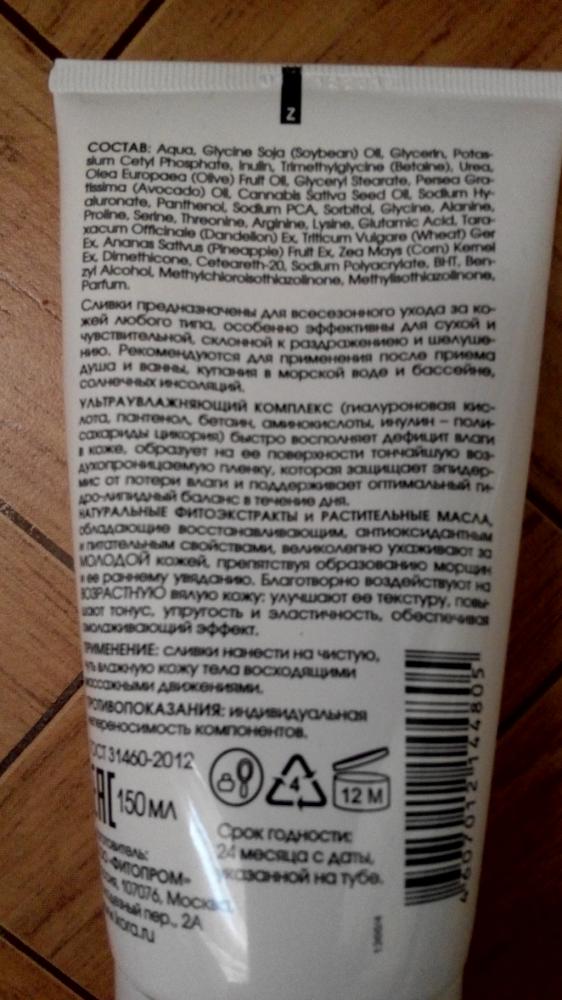 Z
СОСТАВ: Aqua, Glycine Soja (Soybean) Oil, Glycerin, Potas-
sium Cetyl Phosphate, Inulin, Trimethylglycine (Betaine), Urea,
Olea Europaea (Olive) Fruit Oil, Glyceryl Stearate, Persea Gra-
tissima (Avocado) Oil, Cannabis Sativa Seed Oil, Sodium Hy-
aluronate, Panthenol, Sodium PCA, Sorbitol, Glycine, Alanine,
Proline, Serine, Threonine, Arginine, Lysine, Glutamic Acid, Tara-
xacum Officinale (Dandelion) Ex, Triticum Vulgare (Wheat) Ger
Ex, Ananas Sativus (Pineapple) Fruit Ex, Zea Mays (Corn) Kernel
Ex, Dimethicone, Ceteareth-20, Sodium Polyacrylate, BHT, Ben-
zyl Alcohol, Methylchloroisothiazolinone, Methylisothiazolinone,
Parfum.
Сливки предназначены для всесезонного ухода за ко-
жей любого типа, особенно эффективны для сухой и
чувствительной, склонной к раздражению и шелуше-
нию. Рекомендуются для применения после приема
душа и ванны, купания в морской воде и бассейне,
солнечных инсоляций.
УЛЬТРАУВЛАЖНЯЮЩИЙ КОМПЛЕКС (гиалуроновая кис-
лота, пантенол, бетаин, аминокислоты, инулин – поли-
сахариды цикория) быстро восполняет дефицит влаги
в коже, образует на ее поверхности тончайшую воз-
духопроницаемую пленку, которая защищает эпидер-
мис от потери влаги и поддерживает оптимальный ги-
дро-липидный баланс в течение дня.
НАТУРАЛЬНЫЕ ФИТОЭКСТРАКТЫ и РАСТИТЕЛЬНЫЕ МАСЛА,
обладающие восстанавливающим, антиоксидантным
и питательным свойствами, великолепно ухаживают за
МОЛОДОЙ кожей, препятствуя образованию морщин
и ее раннему увяданию. Благотворно воздействуют на
ВОЗРАСТНУЮ вялую кожу: улучшают ее текстуру, повы-
шают тонус, упругость и эластичность, обеспечивая
омолаживающий эффект.
ПРИМЕНЕНИЕ: сливки нанести на чистую,
чуть влажную кожу тела восходящими
массажными движениями.
ПРОТИВОПОКАЗАНИЯ: индивидуальная
непереносимость компонентов.
ГОСТ 31460-2012
4
12 M
EAC 150 мл
Срок годности:
24 месяца с даты,
указанной на тубе.
4607012144805
«ФИТОПРОМ»
107076, Москва,
пер., 2А
kora.ru